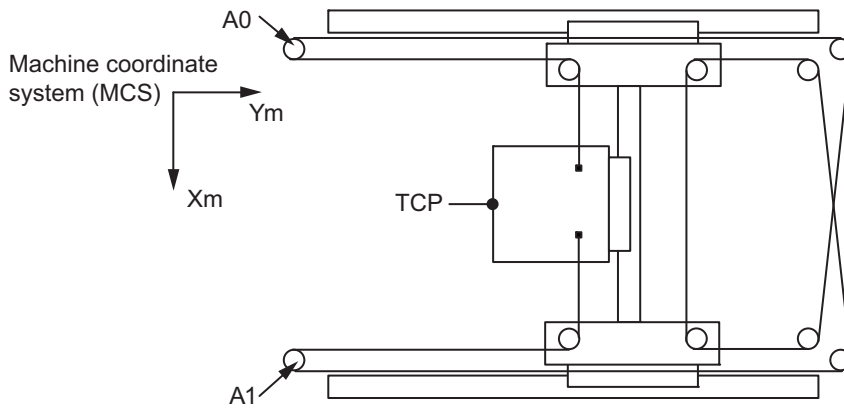 A0
Machine coordinate
system (MCS)
Ym
Xm
TCP
A1